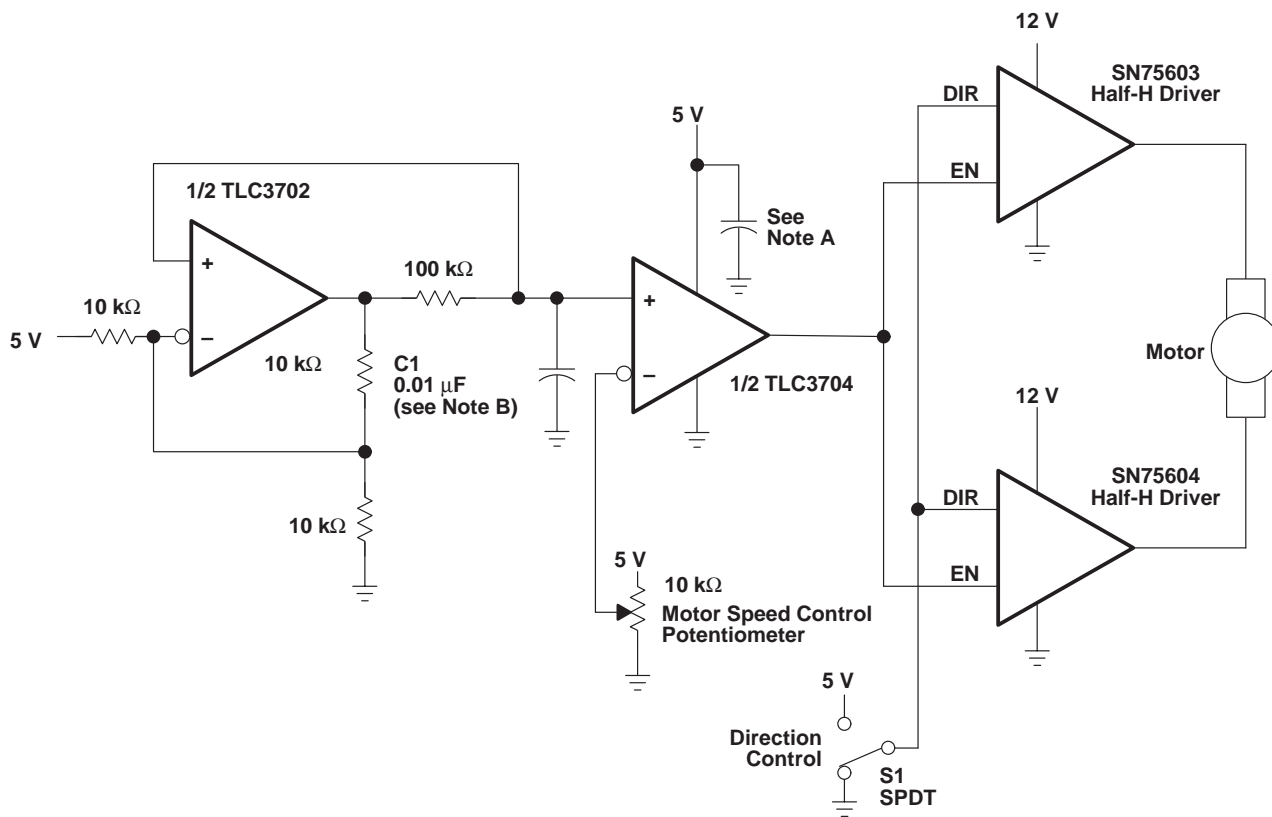 12 V
SN75603
Half-H Driver
DIR
5 V
EN
1/2 TLC3702
See
Note A
+
100 kΩ
10 kΩ
+
5 V
–
10 kΩ
C1
0.01 μF
(see Note B)
–
1/2 TLC3704
Motor
12 V
SN75604
Half-H Driver
DIR
10 kΩ
5 V
10 kΩ
Motor Speed Control
Potentiometer
EN
5 V
Direction
Control
S1
SPDT